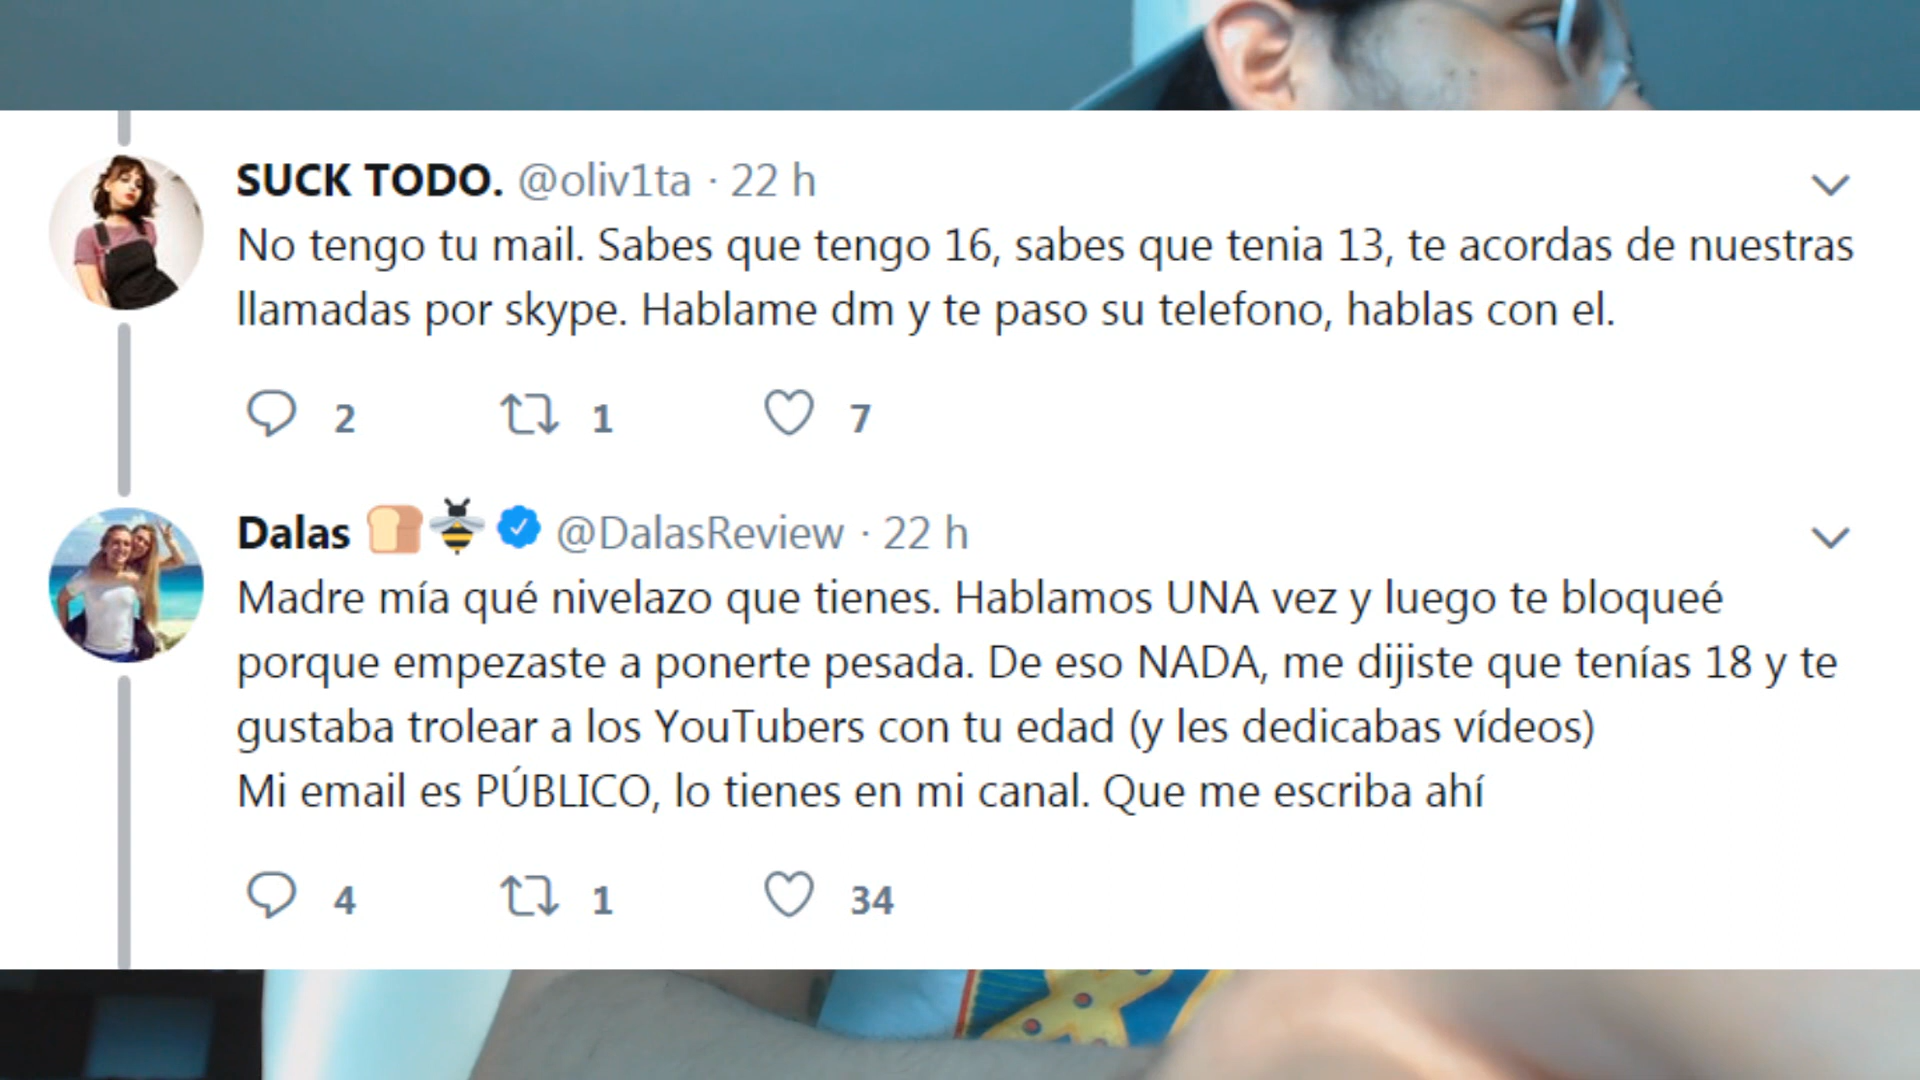 SUCK TODO. @oliv1ta · 22 h
No tengo tu mail. Sabes que tengo 16, sabes que tenia 13, te acordas de nuestras
llamadas por skype. Hablame dm y te paso su telefono, hablas con el.
2 1 7
Dalas 🍞🐝 @DalasReview · 22 h
Madre mía qué nivelazo que tienes. Hablamos UNA vez y luego te bloqueé
porque empezaste a ponerte pesada. De eso NADA, me dijiste que tenías 18 y te
gustaba trolear a los YouTubers con tu edad (y les dedicabas vídeos)
Mi email es PÚBLICO, lo tienes en mi canal. Que me escriba ahí
4 1 34